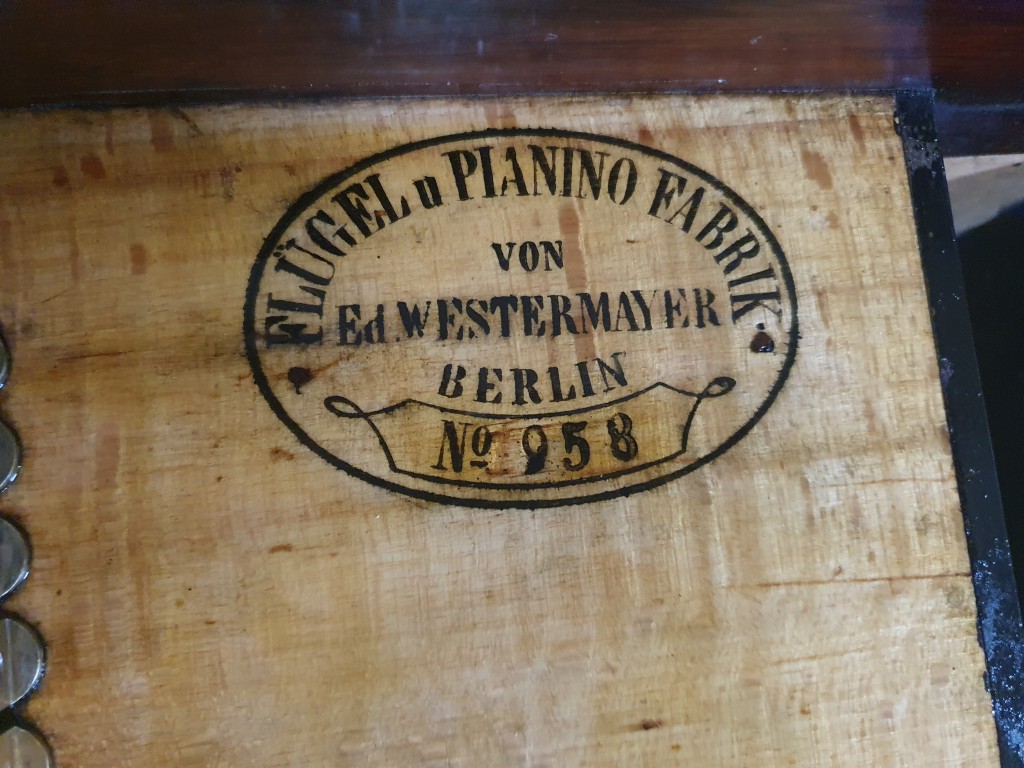 FLÜGEL u PIANINO FABRIK
VON
Ed. WESTERMAYER
BERLIN
No 958